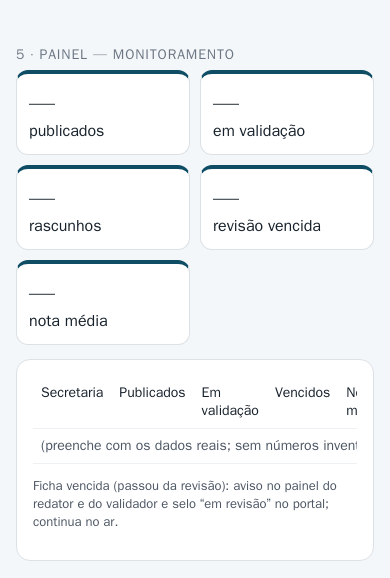 5 · PAINEL — MONITORAMENTO
—
publicados
—
em validação
—
rascunhos
—
revisão vencida
—
nota média
Secretaria Publicados Em validação Vencidos
(preenche com os dados reais; sem números
Ficha vencida (passou da revisão): aviso no painel do
redator e do validador e selo “em revisão” no portal;
continua no ar.